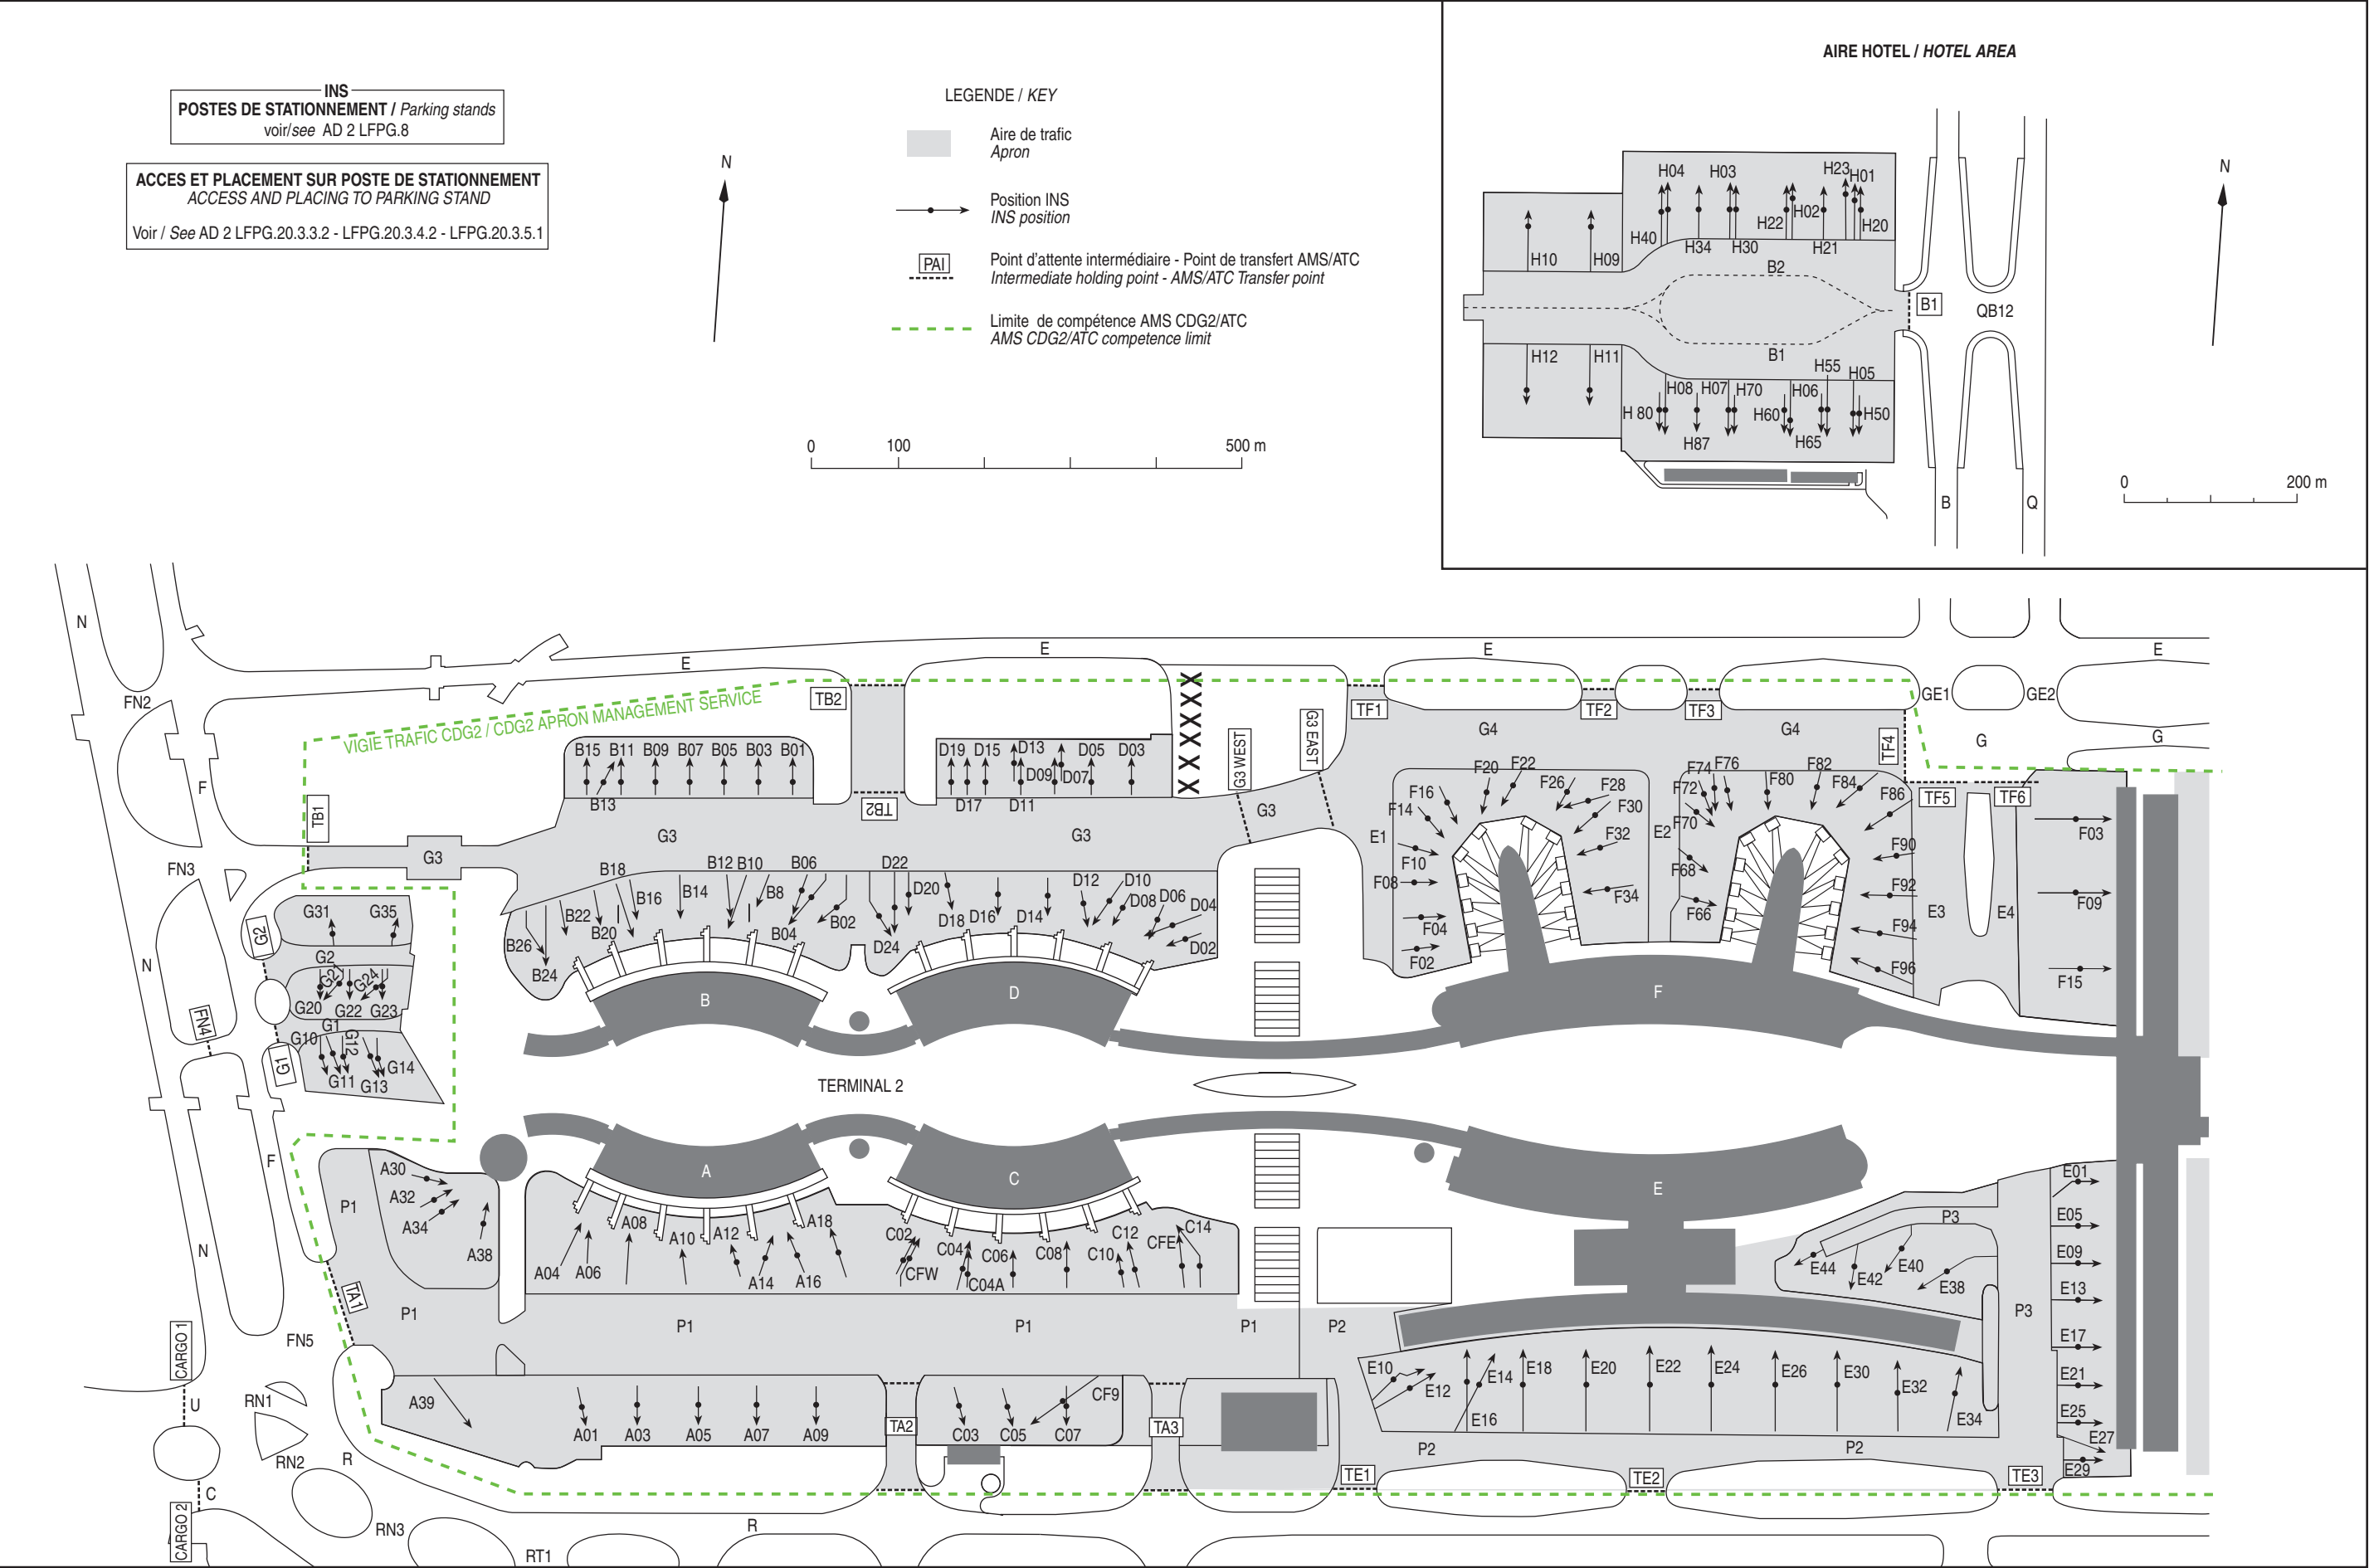 INS
POSTES DE STATIONNEMENT / Parking stands
voir/see AD 2 LFPG.8
ACCES ET PLACEMENT SUR POSTE DE STATIONNEMENT
ACCESS AND PLACING TO PARKING STAND
Voir / See AD 2 LFPG.20.3.3.2 - LFPG.20.3.4.2 - LFPG.20.3.5.1
N
LEGENDE / KEY
Aire de trafic
Apron
Position INS
INS position
PAI
Point d'attente intermédiaire - Point de transfert AMS/ATC
Intermediate holding point - AMS/ATC Transfer point
Limite de compétence AMS CDG2/ATC
AMS CDG2/ATC competence limit
0 100 500 m
AIRE HOTEL / HOTEL AREA
N
H04 H03 H23 H01
H22 H02 H20
H40 H34 H30 H21
H10 H09
B2
B1 QB12
B1
H12 H11
H55 H05
H08 H07 H70 H06
H 80 H60 H50
H87 H65
B Q
0 200 m
N
FN2
F
FN3
N
FN4
F
N
FN5
E E E E
VIGIE TRAFIC CDG2 / CDG2 APRON MANAGEMENT SERVICE
TB2
TB1
TB2
TF1 TF2 TF3 TF4
GE1 GE2
G G
TF5 TF6
G3 WEST
G3 EAST
XXXXX
B15 B11 B09 B07 B05 B03 B01
B13
D19 D15 D13 D05 D03
D09 D07
D17 D11
G3 G3 G3 G3
G4 G4
B18 B12 B10 B06 D22
B16 B14 B8 D20 D12 D10
B22 B20 B04 B02 D18 D16 D14 D08 D06 D04
B26 B24 D24 D02
F20 F22 F26 F28
F16 F14 F30 F32
E1 F10 F08 F34
F04 F02
E2
F74 F76 F80 F82 F84
F72 F70 F86
F68 F66 F90
F92 F94 F96
E3 E4
F03
F09
F15
G31 G35
G2
G2
G21 G24
G20 G22 G23
G1
G10 G12
G1
G11 G13 G14
B D F
TERMINAL 2
A C E
A30
A32
A34
A38
P1
TA1
P1 P1 P1 P1 P2
A04 A06 A08 A10 A12 A14 A16 A18
C02 CFW C04 C04A C06 C08 C10 C12 CFE C14
A39
A01 A03 A05 A07 A09
TA2
C03 C05 C07 CF9
TA3
E10 E12 E14 E16 E18 E20 E22 E24 E26 E30 E32 E34
P2 P2
TE1 TE2 TE3
P3
E44 E42 E40 E38
P3
E01
E05
E09
E13
E17
E21
E25
E27
E29
CARGO 1
U
RN1
RN2
R
C
CARGO 2
RN3
RT1
R